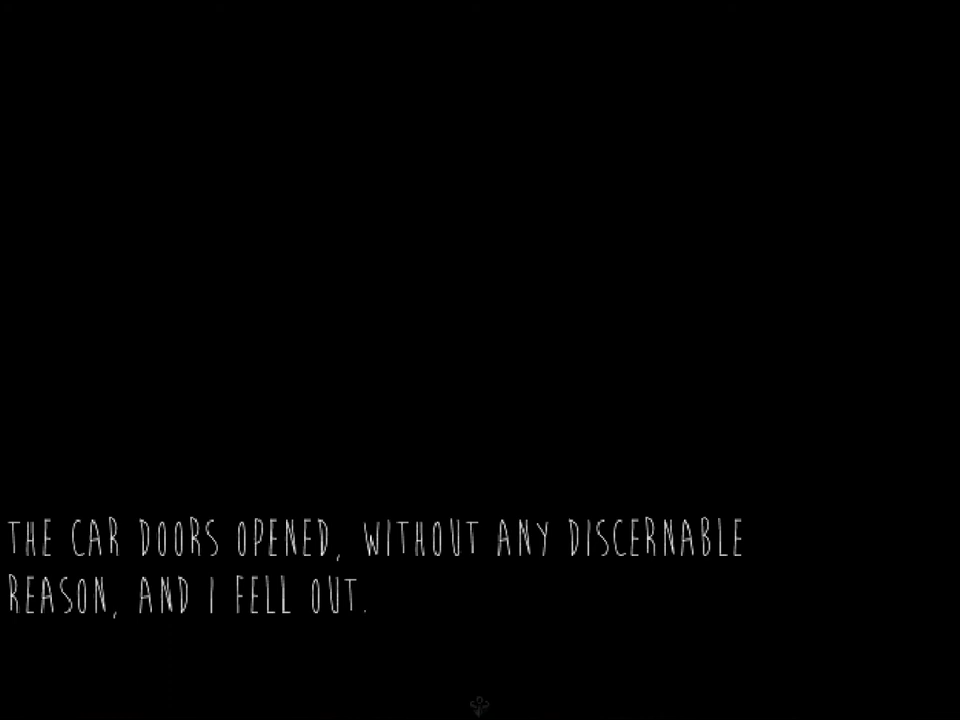 THE CAR DOORS OPENED, WITHOUT ANY DISCERNABLE
REASON, AND I FELL OUT.